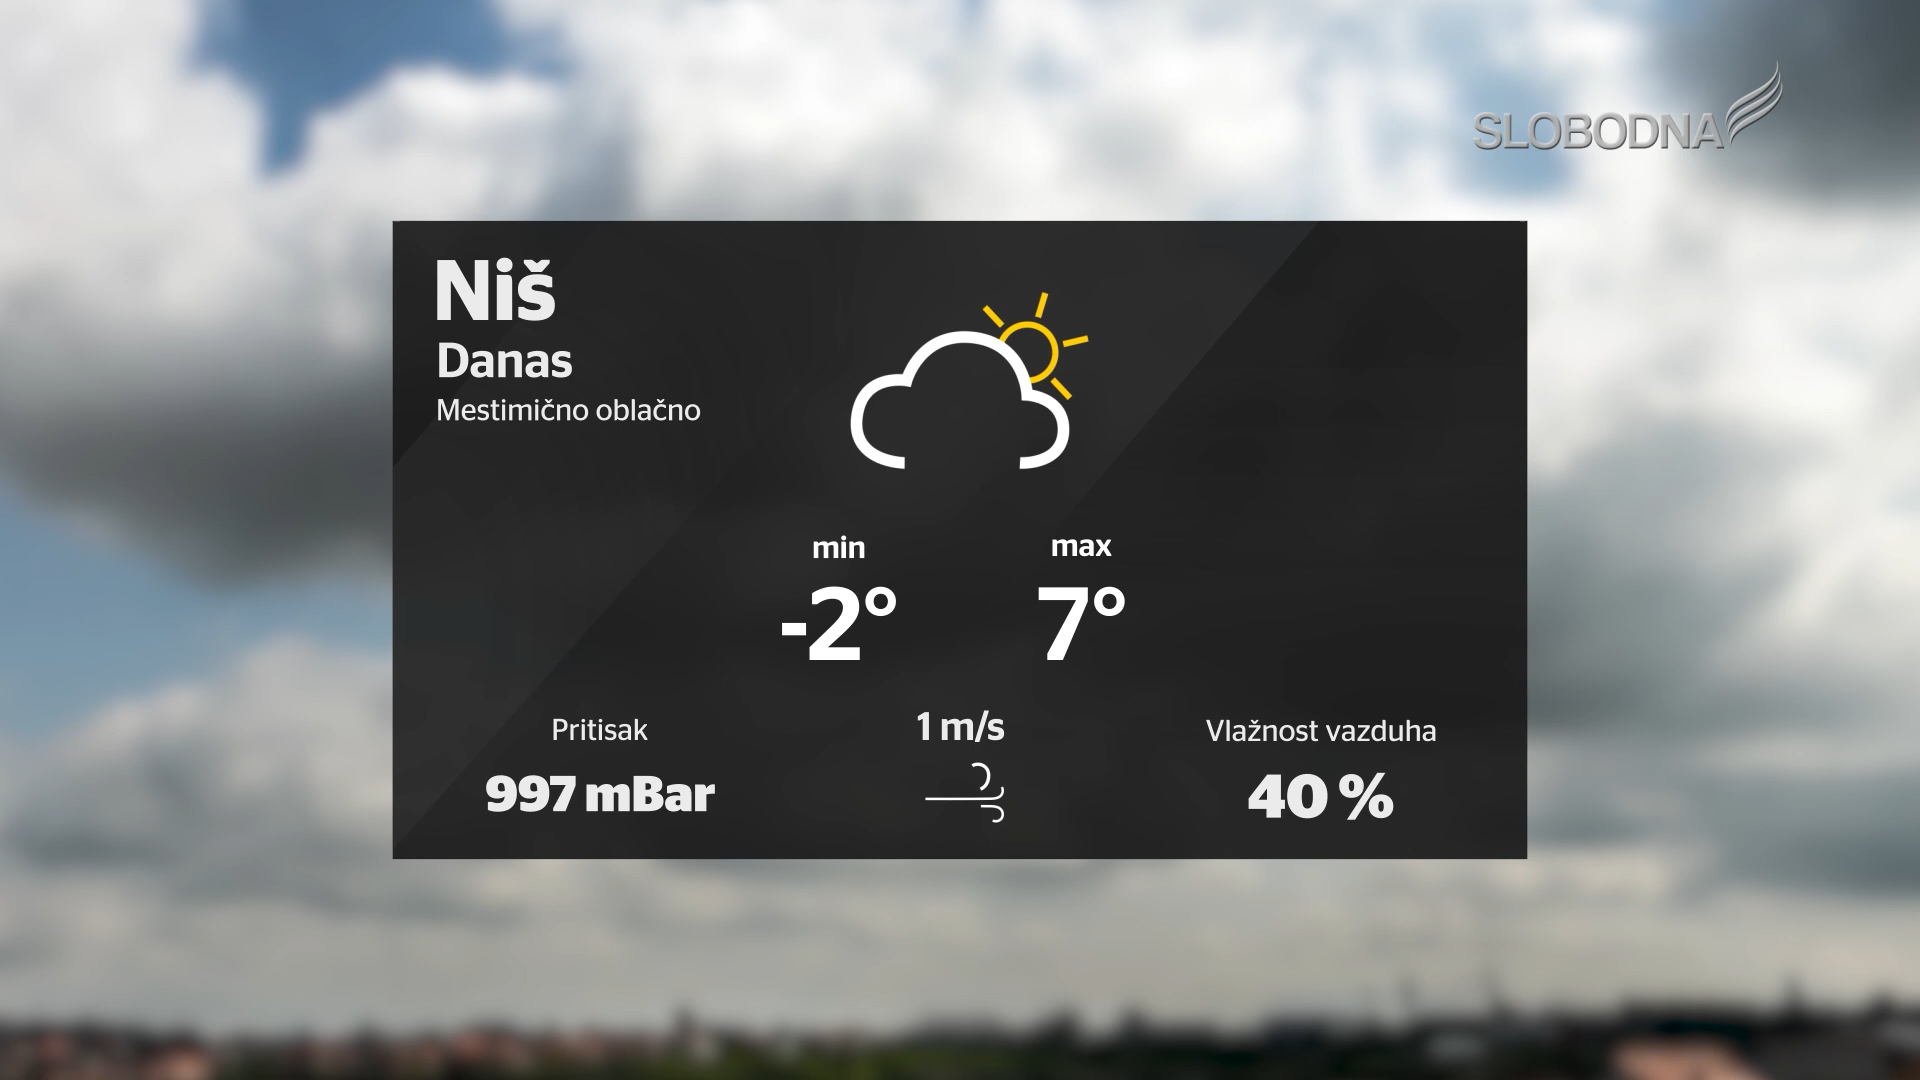 SLOBODNA
Niš
Danas
Mestimično oblačno
min
max
-2°
7°
Pritisak
1 m/s
Vlažnost vazduha
997 mBar
40 %